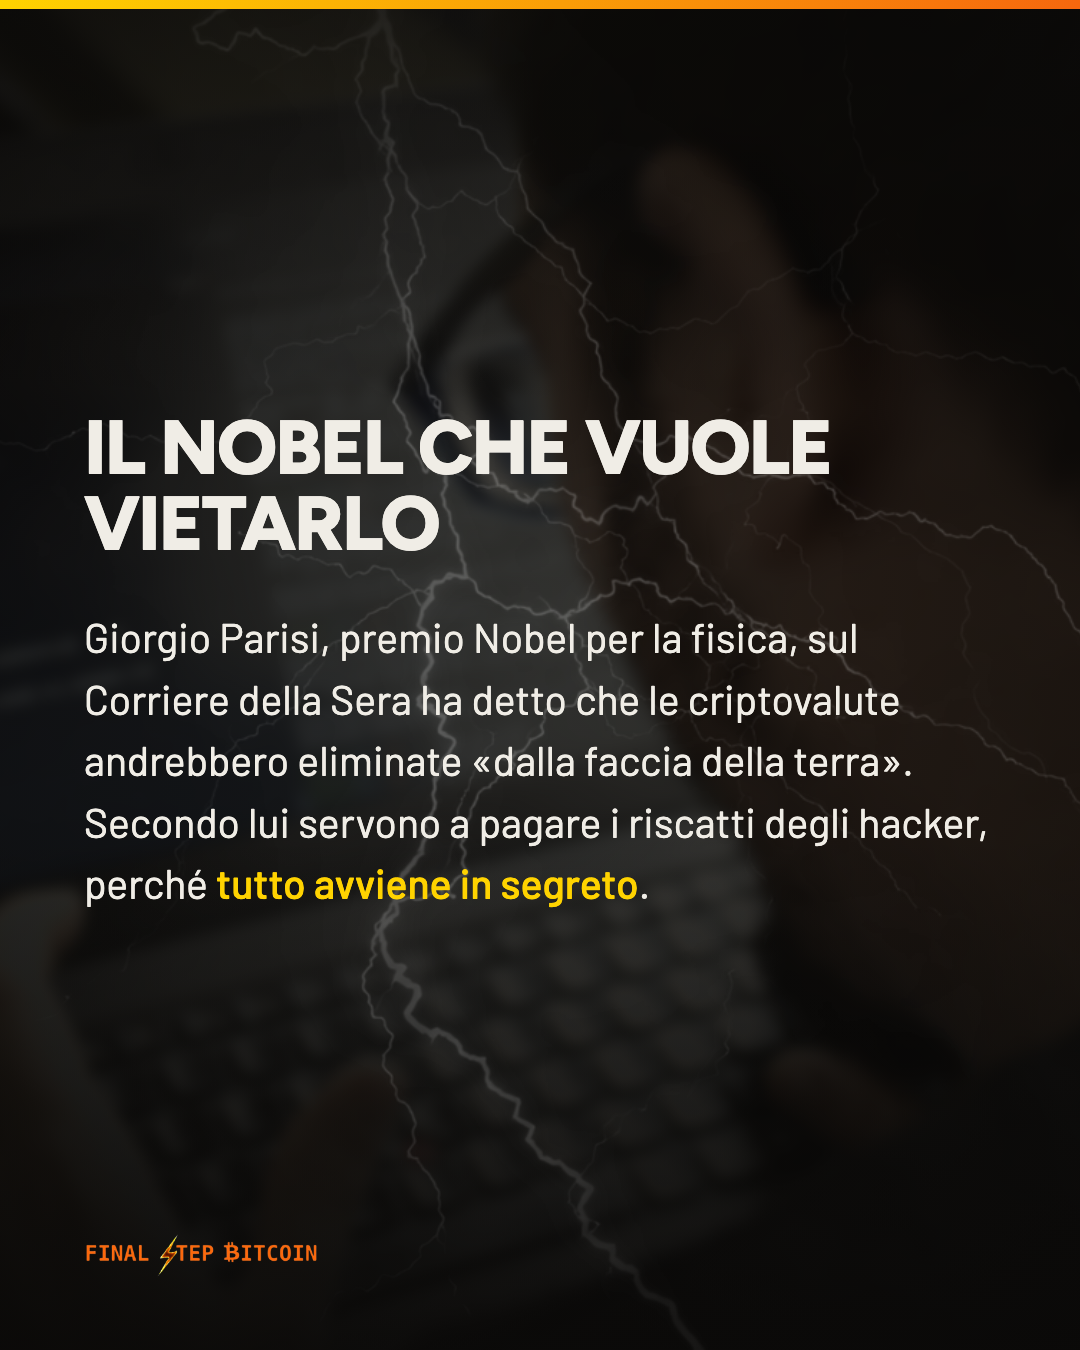 IL NOBEL CHE VUOLE
VIETARLO
Giorgio Parisi, premio Nobel per la fisica, sul
Corriere della Sera ha detto che le criptovalute
andrebbero eliminate «dalla faccia della terra».
Secondo lui servono a pagare i riscatti degli hacker,
perché tutto avviene in segreto.
FINAL STEP BITCOIN